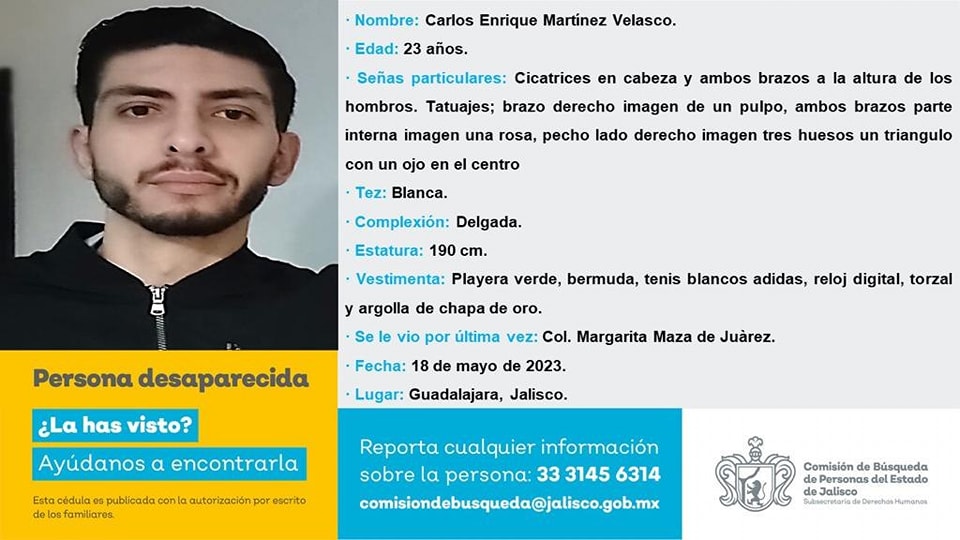 · Nombre: Carlos Enrique Martínez Velasco.
· Edad: 23 años.
· Señas particulares: Cicatrices en cabeza y ambos brazos a la altura de los
hombros. Tatuajes; brazo derecho imagen de un pulpo, ambos brazos parte
interna imagen una rosa, pecho lado derecho imagen tres huesos un triangulo
con un ojo en el centro
· Tez: Blanca.
· Complexión: Delgada.
· Estatura: 190 cm.
· Vestimenta: Playera verde, bermuda, tenis blancos adidas, reloj digital, torzal
y argolla de chapa de oro.
· Se le vio por última vez: Col. Margarita Maza de Juàrez.
· Fecha: 18 de mayo de 2023.
· Lugar: Guadalajara, Jalisco.
Persona desaparecida
¿La has visto?
Ayúdanos a encontrarla
Esta cédula es publicada con la autorización por escrito
de los familiares.
Reporta cualquier información
sobre la persona: 33 3145 6314
comisiondebusqueda@jalisco.gob.mx
Comisión de Búsqueda
de Personas del Estado
de Jalisco
Subsecretaría de Derechos Humanos